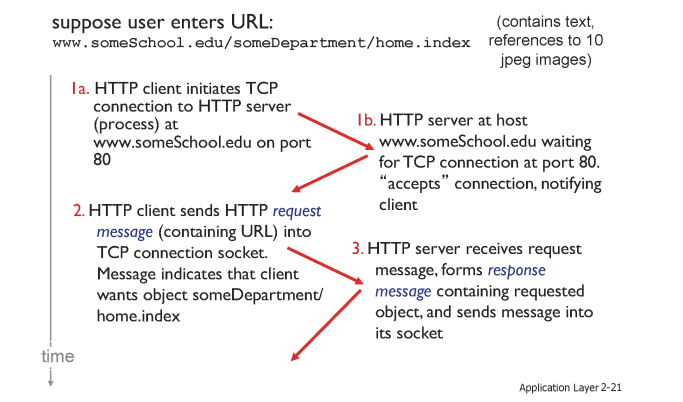 suppose user enters URL:
www.someSchool.edu/someDepartment/home.index
(contains text,
references to 10
jpeg images)
1a. HTTP client initiates TCP
connection to HTTP server
(process) at
www.someSchool.edu on port
80
1b. HTTP server at host
www.someSchool.edu waiting
for TCP connection at port 80.
“accepts” connection, notifying
client
2. HTTP client sends HTTP request
message (containing URL) into
TCP connection socket.
Message indicates that client
wants object someDepartment/
home.index
3. HTTP server receives request
message, forms response
message containing requested
object, and sends message into
its socket
time
Application Layer 2-21